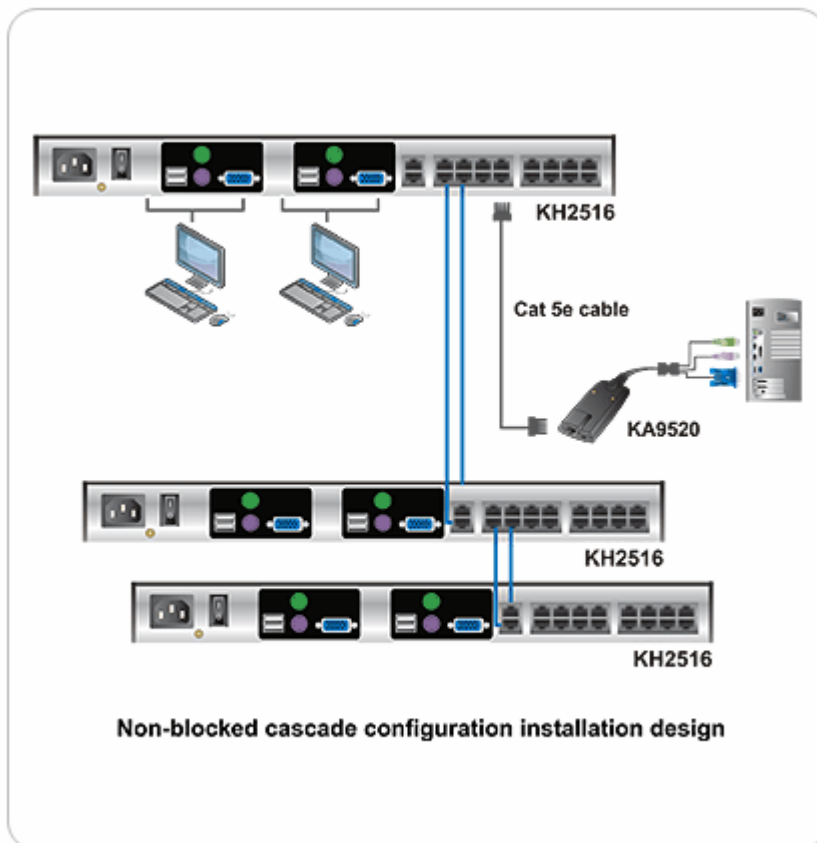 KH2516
Cat 5e cable
KA9520
KH2516
KH2516
Non-blocked cascade configuration installation design